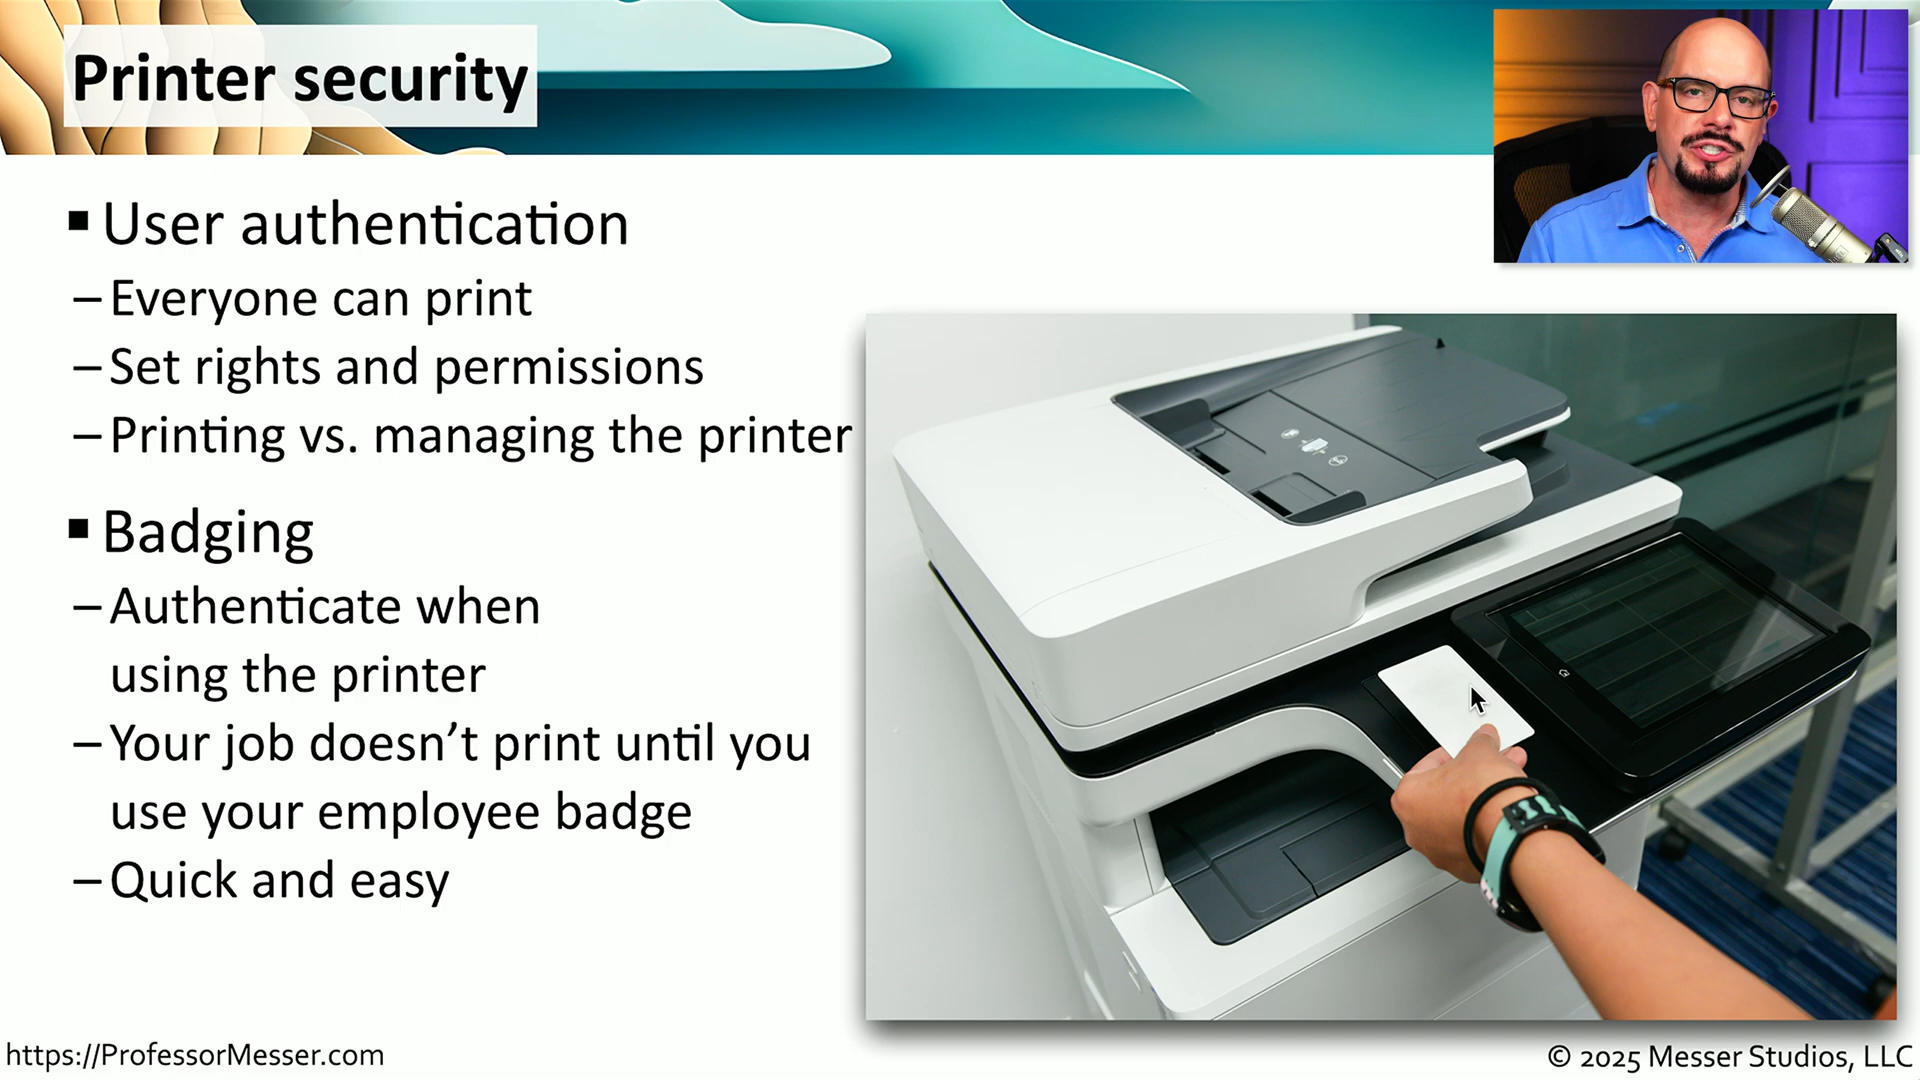 Printer security
▪ User authentication
– Everyone can print
– Set rights and permissions
– Printing vs. managing the printer
▪ Badging
– Authenticate when
using the printer
– Your job doesn’t print until you
use your employee badge
– Quick and easy
https://ProfessorMesser.com
© 2025 Messer Studios, LLC